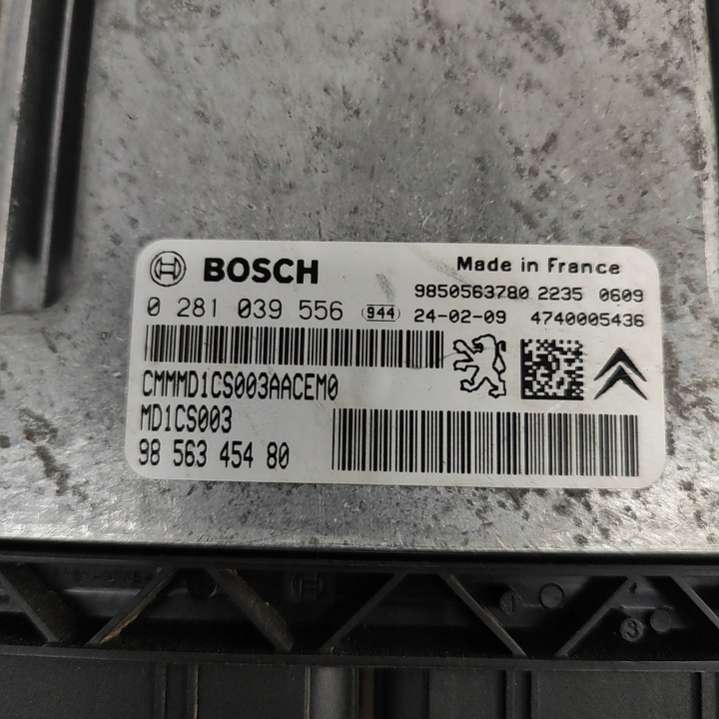 BOSCH
Made in France
9850563780 2235 0609
0 281 039 556 944 24-02-09 4740005436
CMMMD1CS003AACEM0
MD1CS003
98 563 454 80